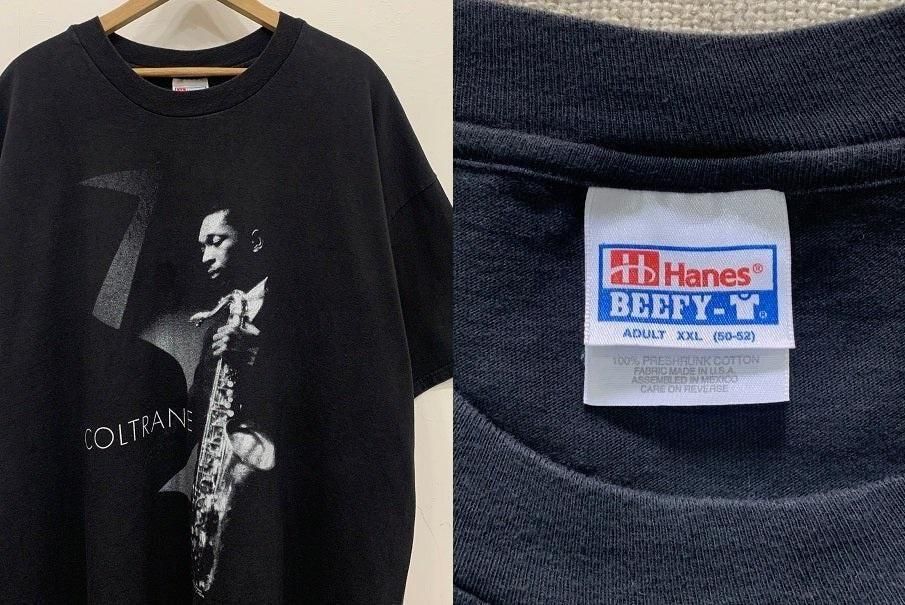 COLTRANE
Hanes®
BEEFY-T®
ADULT XXL (50-52)
100% PRESHRUNK COTTON
FABRIC MADE IN U.S.A.
ASSEMBLED IN MEXICO
CARE ON REVERSE